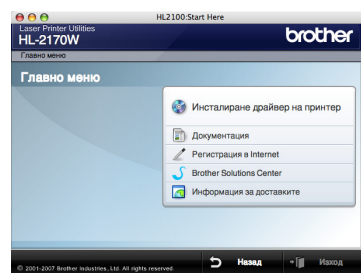 HL2100:Start Here
Laser Printer Utilities
HL-2170W
brother
Главно меню
Главно меню
Инсталиране драйвер на принтер
Документация
Регистрация в Internet
Brother Solutions Center
Информация за доставките
© 2001-2007 Brother Industries, Ltd. All rights reserved.
Назад
Изход